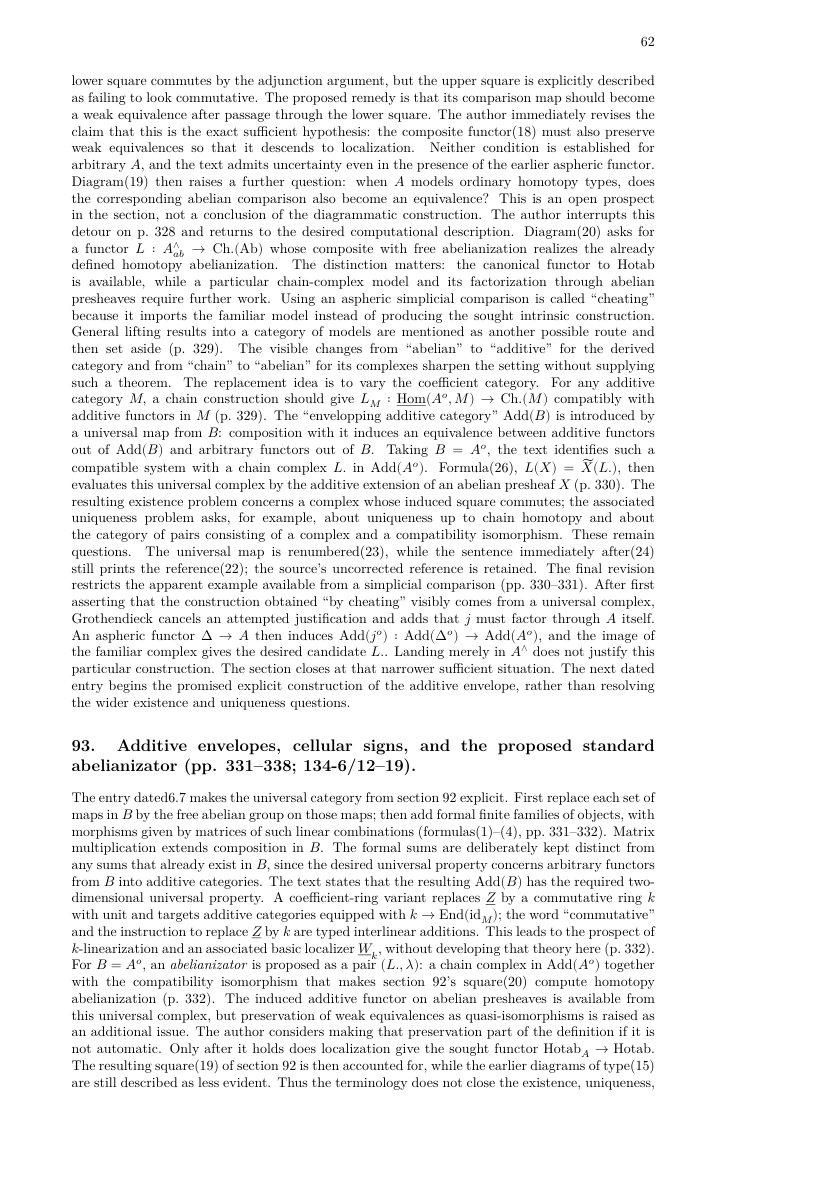 62
lower square commutes by the adjunction argument, but the upper square is explicitly described
as failing to look commutative. The proposed remedy is that its comparison map should become
a weak equivalence after passage through the lower square. The author immediately revises the
claim that this is the exact sufficient hypothesis: the composite functor(18) must also preserve
weak equivalences so that it descends to localization. Neither condition is established for
arbitrary A, and the text admits uncertainty even in the presence of the earlier aspheric functor.
Diagram(19) then raises a further question: when A models ordinary homotopy types, does
the corresponding abelian comparison also become an equivalence? This is an open prospect
in the section, not a conclusion of the diagrammatic construction. The author interrupts this
detour on p. 328 and returns to the desired computational description. Diagram(20) asks for
a functor L : A^∧_ab → Ch.(Ab) whose composite with free abelianization realizes the already
defined homotopy abelianization. The distinction matters: the canonical functor to Hotab
is available, while a particular chain-complex model and its factorization through abelian
presheaves require further work. Using an aspheric simplicial comparison is called “cheating”
because it imports the familiar model instead of producing the sought intrinsic construction.
General lifting results into a category of models are mentioned as another possible route and
then set aside (p. 329). The visible changes from “abelian” to “additive” for the derived
category and from “chain” to “abelian” for its complexes sharpen the setting without supplying
such a theorem. The replacement idea is to vary the coefficient category. For any additive
category M, a chain construction should give L_M : Hom(A^o, M) → Ch.(M) compatibly with
additive functors in M (p. 329). The “envelopping additive category” Add(B) is introduced by
a universal map from B: composition with it induces an equivalence between additive functors
out of Add(B) and arbitrary functors out of B. Taking B = A^o, the text identifies such a
compatible system with a chain complex L. in Add(A^o). Formula(26), L(X) = X̃(L.), then
evaluates this universal complex by the additive extension of an abelian presheaf X (p. 330). The
resulting existence problem concerns a complex whose induced square commutes; the associated
uniqueness problem asks, for example, about uniqueness up to chain homotopy and about
the category of pairs consisting of a complex and a compatibility isomorphism. These remain
questions. The universal map is renumbered(23), while the sentence immediately after(24)
still prints the reference(22); the source’s uncorrected reference is retained. The final revision
restricts the apparent example available from a simplicial comparison (pp. 330–331). After first
asserting that the construction obtained “by cheating” visibly comes from a universal complex,
Grothendieck cancels an attempted justification and adds that j must factor through A itself.
An aspheric functor Δ → A then induces Add(j^o) : Add(Δ^o) → Add(A^o), and the image of
the familiar complex gives the desired candidate L.. Landing merely in A^∧ does not justify this
particular construction. The section closes at that narrower sufficient situation. The next dated
entry begins the promised explicit construction of the additive envelope, rather than resolving
the wider existence and uniqueness questions.
93. Additive envelopes, cellular signs, and the proposed standard
abelianizator (pp. 331–338; 134-6/12–19).
The entry dated6.7 makes the universal category from section 92 explicit. First replace each set of
maps in B by the free abelian group on those maps; then add formal finite families of objects, with
morphisms given by matrices of such linear combinations (formulas(1)–(4), pp. 331–332). Matrix
multiplication extends composition in B. The formal sums are deliberately kept distinct from
any sums that already exist in B, since the desired universal property concerns arbitrary functors
from B into additive categories. The text states that the resulting Add(B) has the required two-
dimensional universal property. A coefficient-ring variant replaces Z by a commutative ring k
with unit and targets additive categories equipped with k → End(id_M); the word “commutative”
and the instruction to replace Z by k are typed interlinear additions. This leads to the prospect of
k-linearization and an associated basic localizer W_k, without developing that theory here (p. 332).
For B = A^o, an abelianizator is proposed as a pair (L., λ): a chain complex in Add(A^o) together
with the compatibility isomorphism that makes section 92’s square(20) compute homotopy
abelianization (p. 332). The induced additive functor on abelian presheaves is available from
this universal complex, but preservation of weak equivalences as quasi-isomorphisms is raised as
an additional issue. The author considers making that preservation part of the definition if it is
not automatic. Only after it holds does localization give the sought functor Hotab_A → Hotab.
The resulting square(19) of section 92 is then accounted for, while the earlier diagrams of type(15)
are still described as less evident. Thus the terminology does not close the existence, uniqueness,